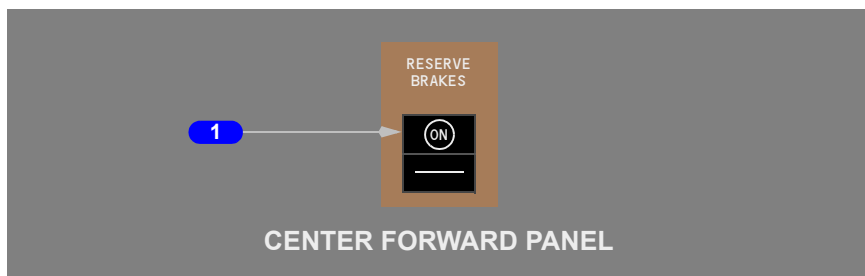 RESERVE
BRAKES
1
ON
CENTER FORWARD PANEL